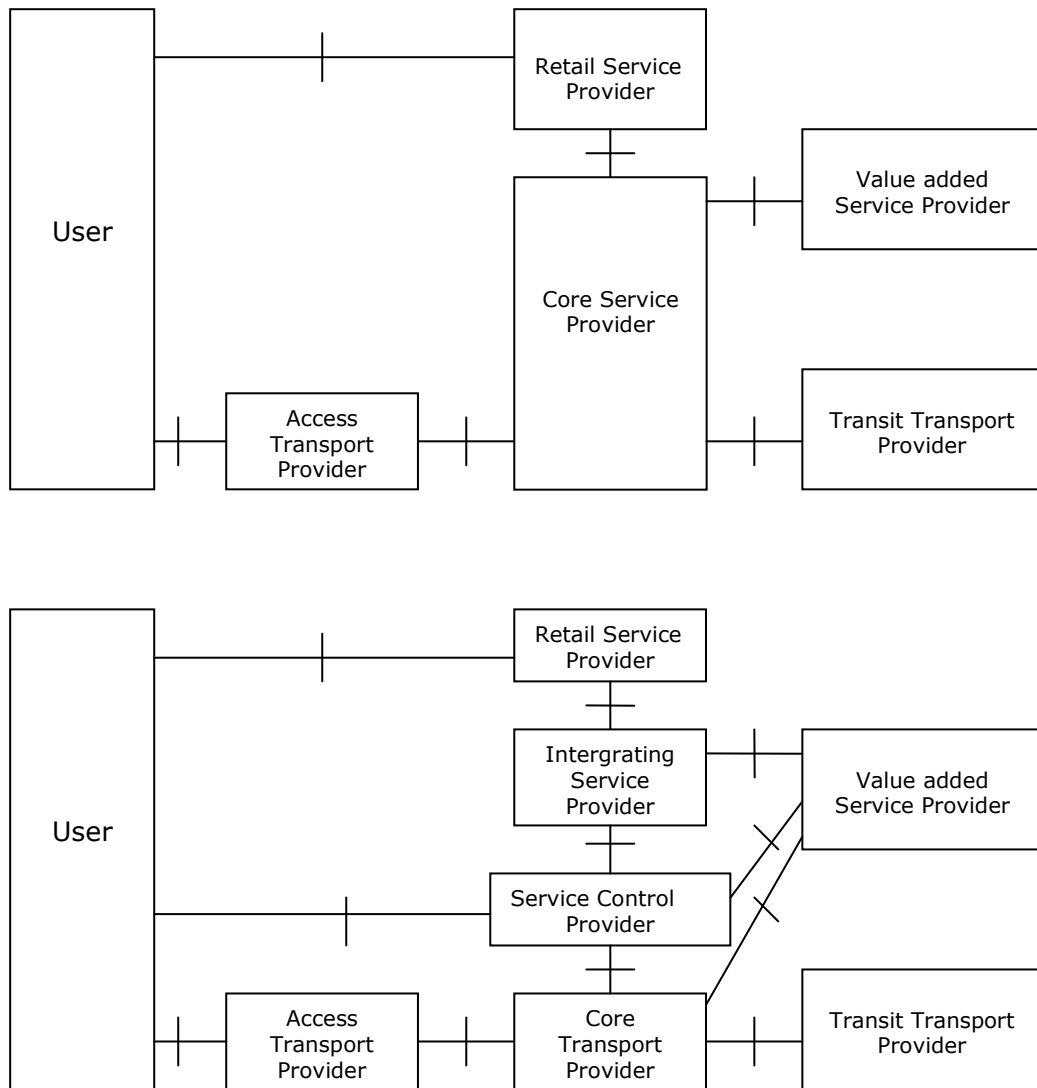 Retail Service
Provider
Value added
Service Provider
User
Core Service
Provider
Access
Transport
Provider
Transit Transport
Provider
Retail Service
Provider
Intergrating
Service
Provider
Value added
Service Provider
User
Service Control
Provider
Access
Transport
Provider
Core
Transport
Provider
Transit Transport
Provider